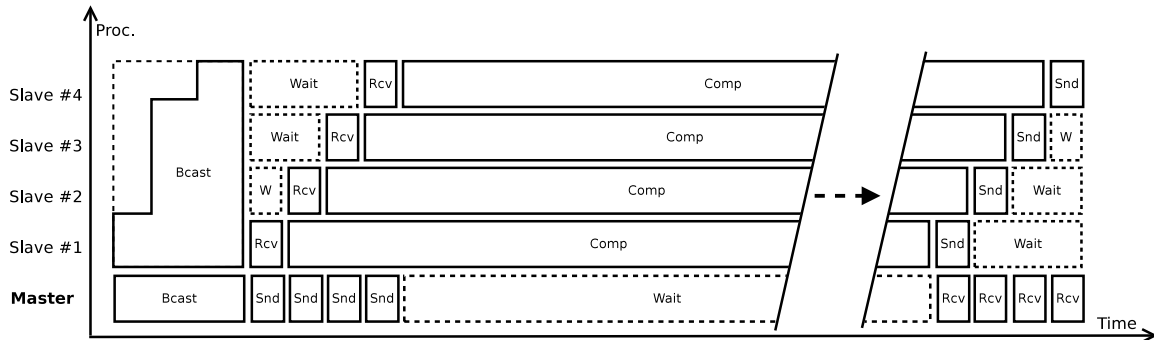 Proc.
Slave #4 Wait Rcv Comp Snd
Slave #3 Wait Rcv Comp Snd W
Bcast
Slave #2 W Rcv Comp Snd Wait
Slave #1 Rcv Comp Snd Wait
Master Bcast Snd Snd Snd Snd Wait Rcv Rcv Rcv Rcv
Time